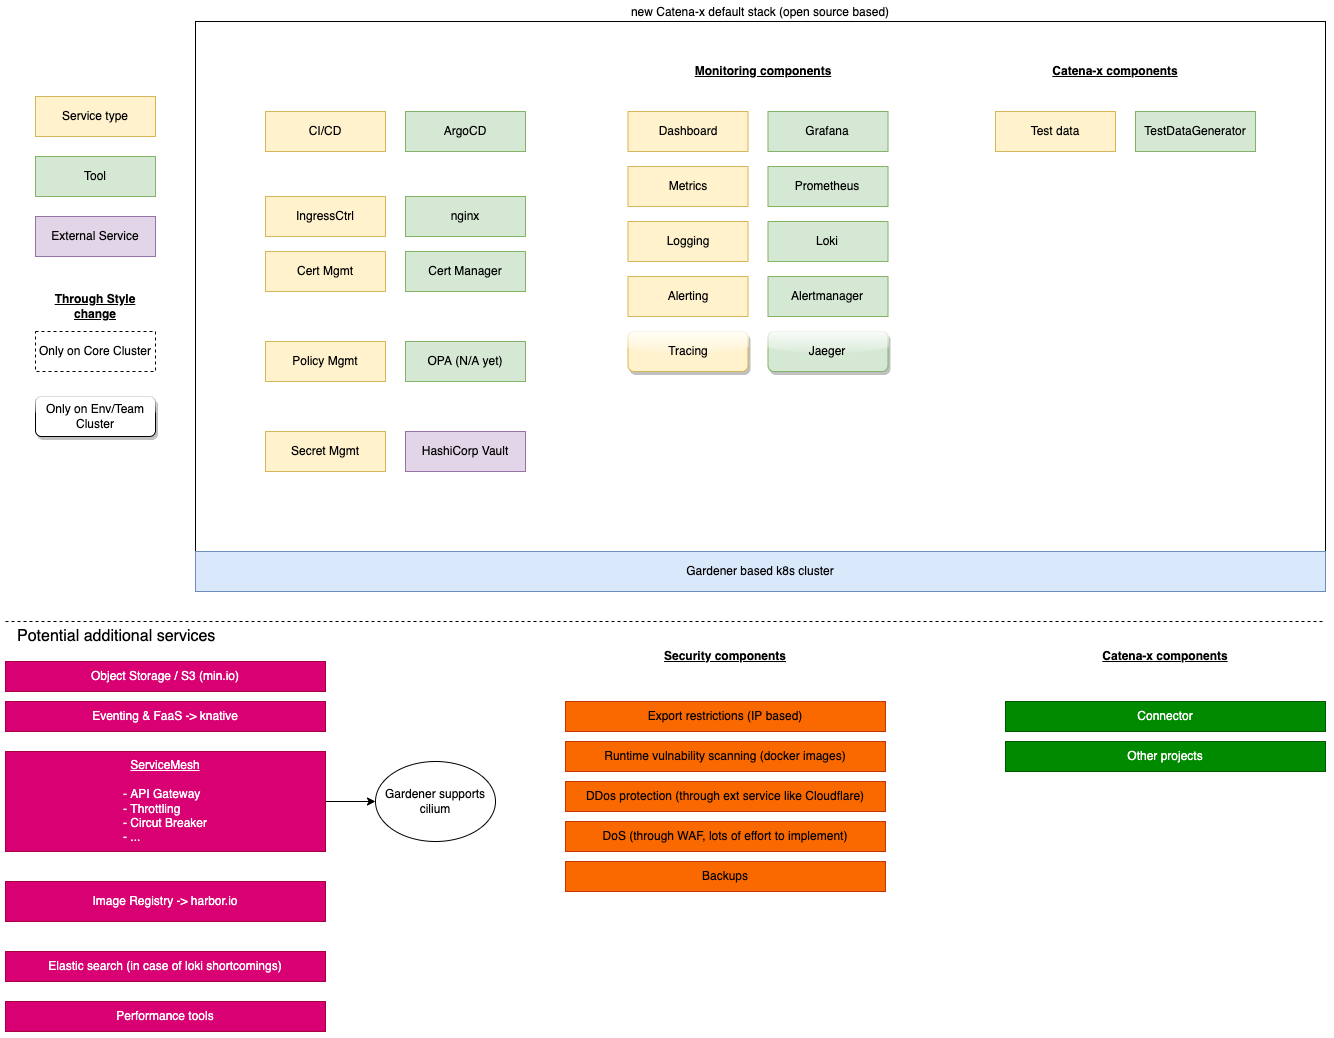 new Catena-x default stack (open source based)
Service type
Tool
External Service
Through Style
change
Only on Core Cluster
Only on Env/Team
Cluster
CI/CD
ArgoCD
IngressCtrl
nginx
Cert Mgmt
Cert Manager
Policy Mgmt
OPA (N/A yet)
Secret Mgmt
HashiCorp Vault
Monitoring components
Dashboard
Grafana
Metrics
Prometheus
Logging
Loki
Alerting
Alertmanager
Tracing
Jaeger
Catena-x components
Test data
TestDataGenerator
Gardener based k8s cluster
Potential additional services
Object Storage / S3 (min.io)
Eventing & FaaS -> knative
ServiceMesh
- API Gateway
- Throttling
- Circut Breaker
- ...
Gardener supports
cilium
Image Registry -> harbor.io
Elastic search (in case of loki shortcomings)
Performance tools
Security components
Export restrictions (IP based)
Runtime vulnability scanning (docker images)
DDos protection (through ext service like Cloudflare)
DoS (through WAF, lots of effort to implement)
Backups
Catena-x components
Connector
Other projects